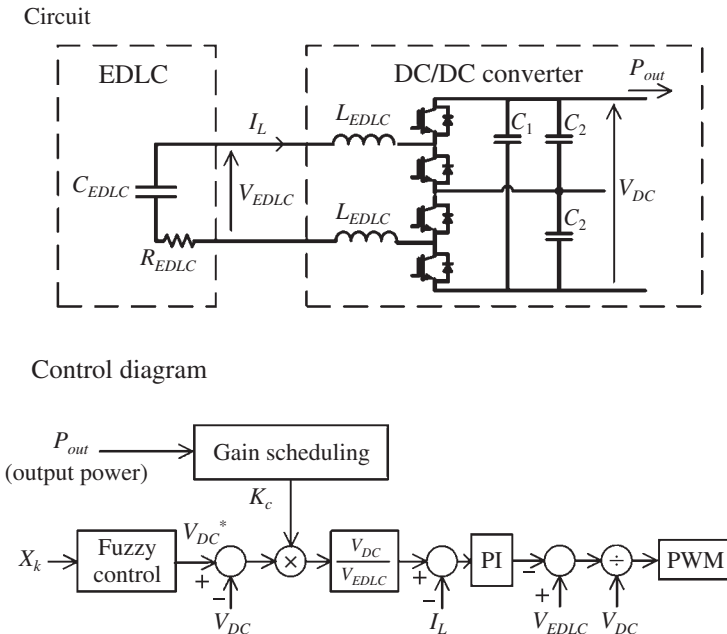 Circuit
EDLC
DC/DC converter
P_out
I_L
L_EDLC
C_1
C_2
C_EDLC
V_EDLC
V_DC
L_EDLC
C_2
R_EDLC
Control diagram
P_out
(output power)
Gain scheduling
K_c
X_k
Fuzzy
control
V_DC*
+
−
V_DC
×
V_DC
V_EDLC
+
−
I_L
PI
−
+
V_EDLC
÷
V_DC
PWM